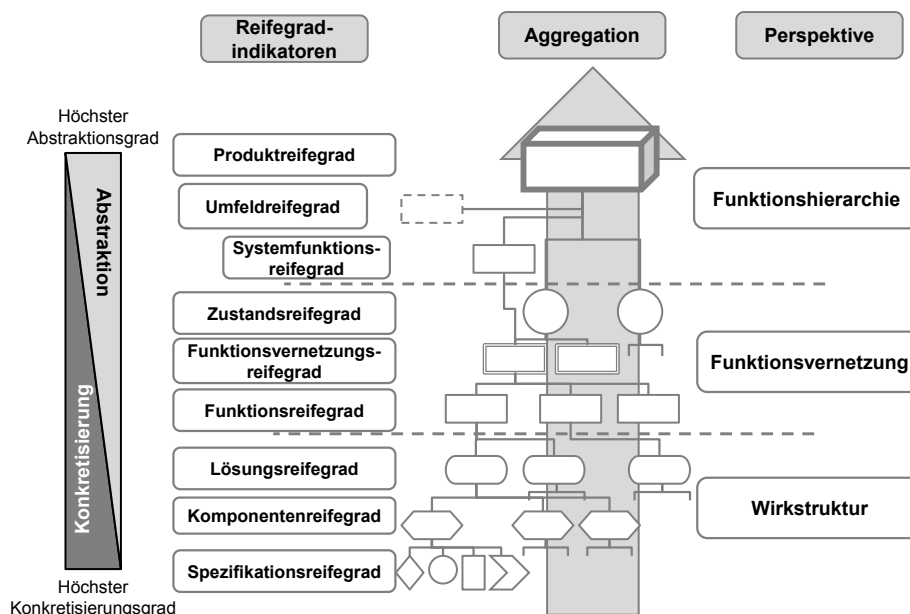 Reifegrad-
indikatoren
Aggregation
Perspektive
Höchster
Abstraktionsgrad
Abstraktion
Konkretisierung
Höchster
Konkretisierungsgrad
Produktreifegrad
Umfeldreifegrad
Systemfunktions-
reifegrad
Zustandsreifegrad
Funktionsvernetzungs-
reifegrad
Funktionsreifegrad
Lösungsreifegrad
Komponentenreifegrad
Spezifikationsreifegrad
Funktionshierarchie
Funktionsvernetzung
Wirkstruktur